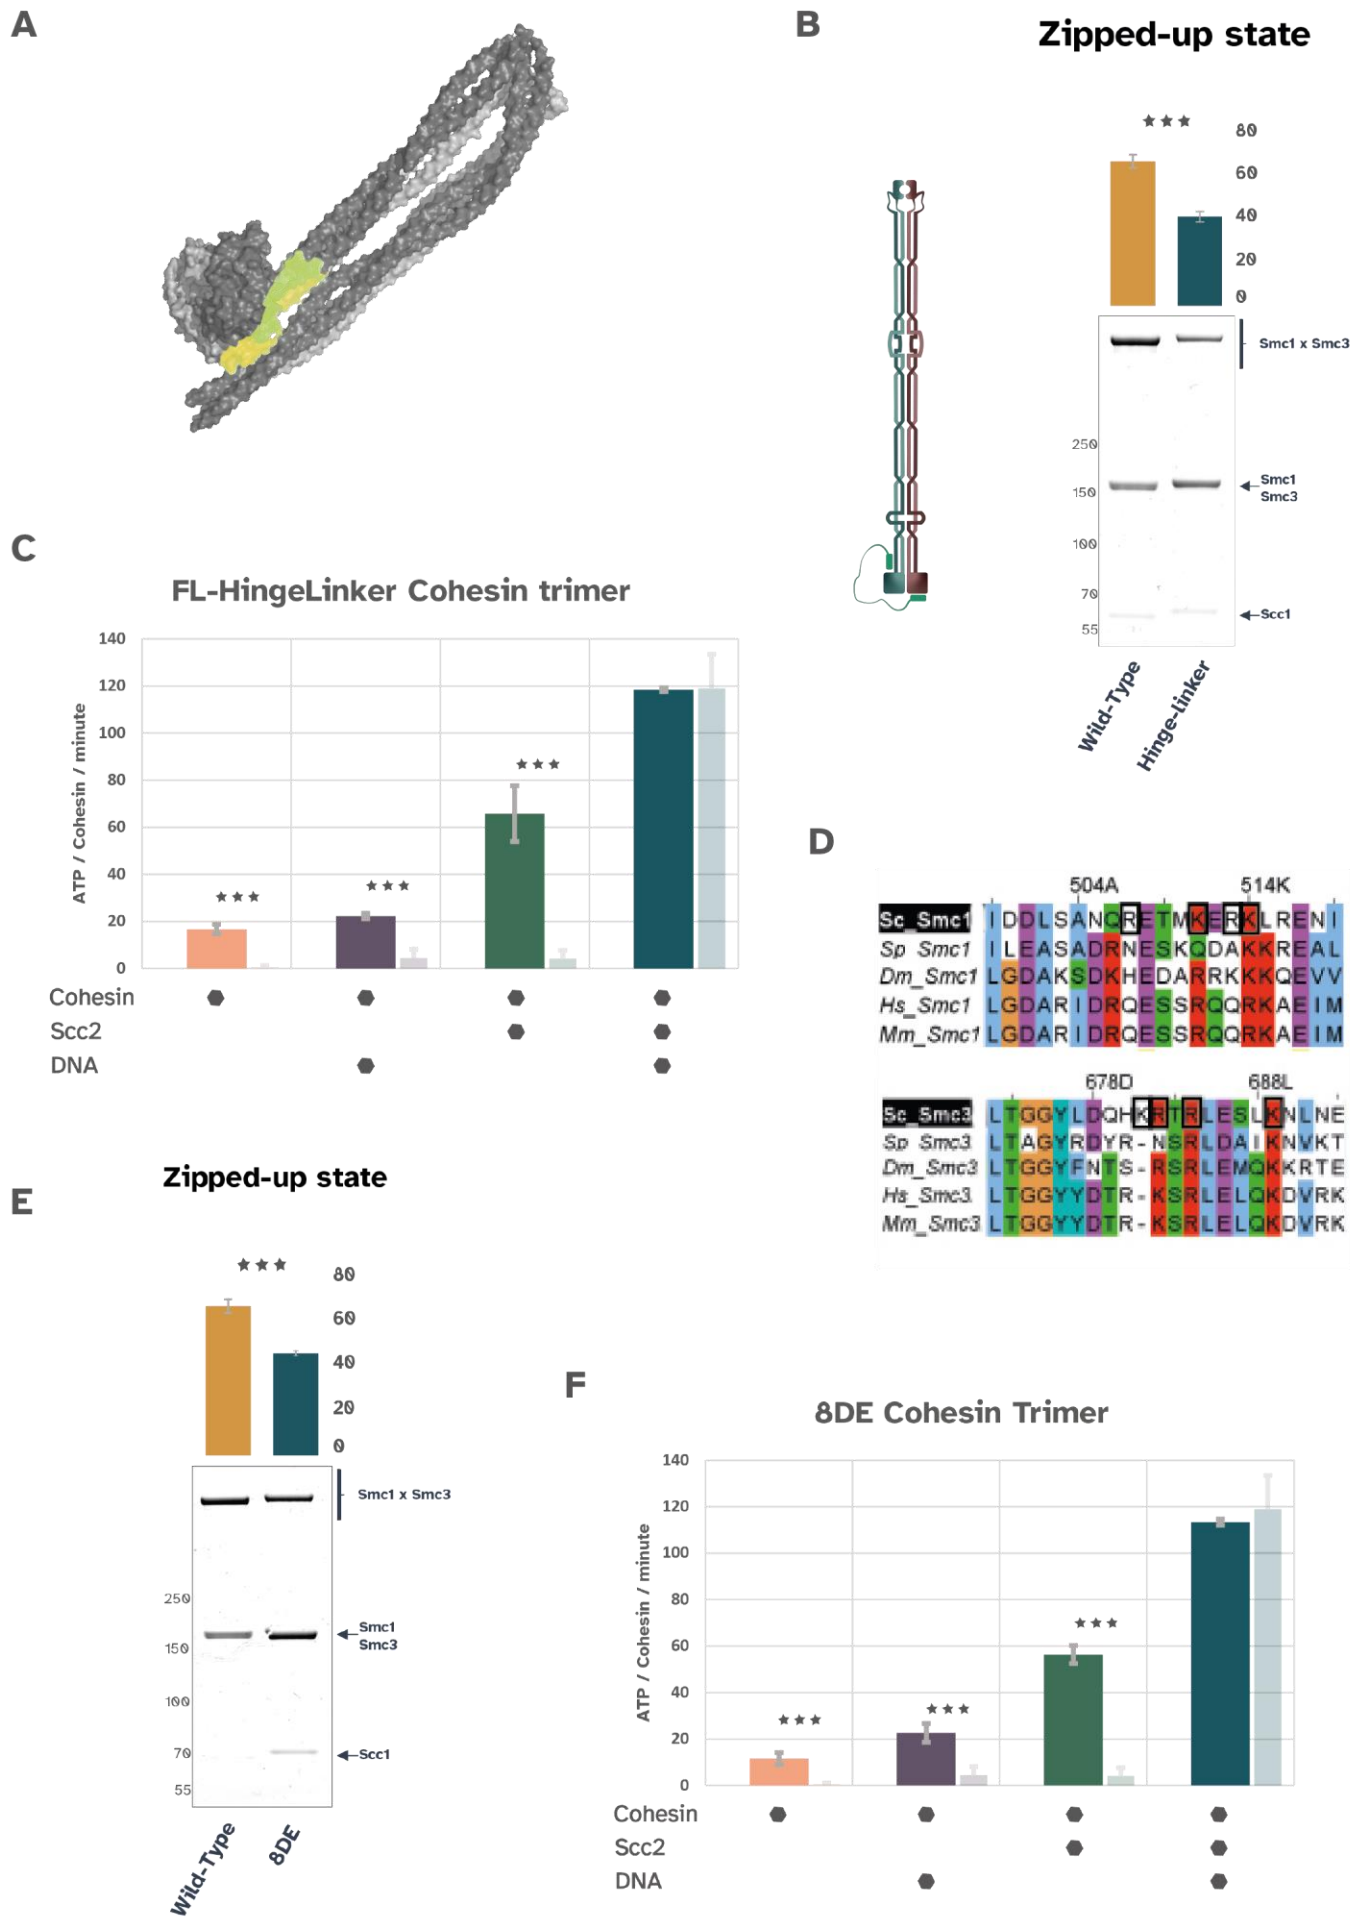 A
B
Zipped-up state
★★★
80
60
40
20
0
Smc1 x Smc3
250
150
Smc1
Smc3
100
70
55
Scc1
Wild-Type
Hinge-linker
C
FL-HingeLinker Cohesin trimer
ATP / Cohesin / minute
140
120
100
80
60
40
20
0
★★★
★★★
★★★
Cohesin
Scc2
DNA
D
504A 514K
Sc_Smc1 IDDLSANQRETMKERKLRENI
Sp_Smc1 ILEASADRNESKQDAKKREAL
Dm_Smc1 LGDAKSDKHEDARRKKKQEVV
Hs_Smc1 LGDARIDRQESSRQQRKAEIM
Mm_Smc1 LGDARIDRQESSRQQRKAEIM
678D 688L
Sc_Smc3 LTGGYLDQHKRTRLESLKNLNE
Sp_Smc3 LTAGYRDYR-NSRLDAIKNVKT
Dm_Smc3 LTGGYFNTS-RSRLEMQKKRTE
Hs_Smc3 LTGGYYDTR-KSRLELQKDVRK
Mm_Smc3 LTGGYYDTR-KSRLELQKDVRK
E
Zipped-up state
★★★
80
60
40
20
0
Smc1 x Smc3
250
150
Smc1
Smc3
100
70
55
Scc1
Wild-Type
8DE
F
8DE Cohesin Trimer
ATP / Cohesin / minute
140
120
100
80
60
40
20
0
★★★
★★★
★★★
Cohesin
Scc2
DNA